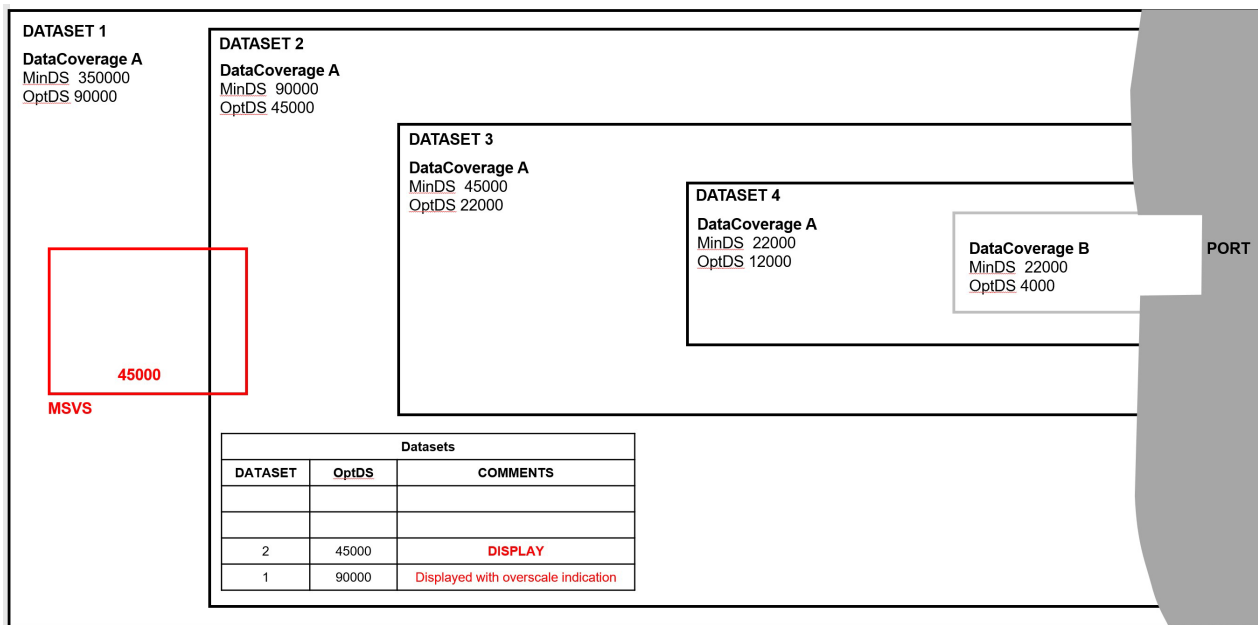 DATASET 1
DataCoverage A
MinDS 350000
OptDS 90000
DATASET 2
DataCoverage A
MinDS 90000
OptDS 45000
DATASET 3
DataCoverage A
MinDS 45000
OptDS 22000
DATASET 4
DataCoverage A
MinDS 22000
OptDS 12000
DataCoverage B
MinDS 22000
OptDS 4000
PORT
45000
MSVS
Datasets
DATASET OptDS COMMENTS
2 45000 DISPLAY
1 90000 Displayed with overscale indication